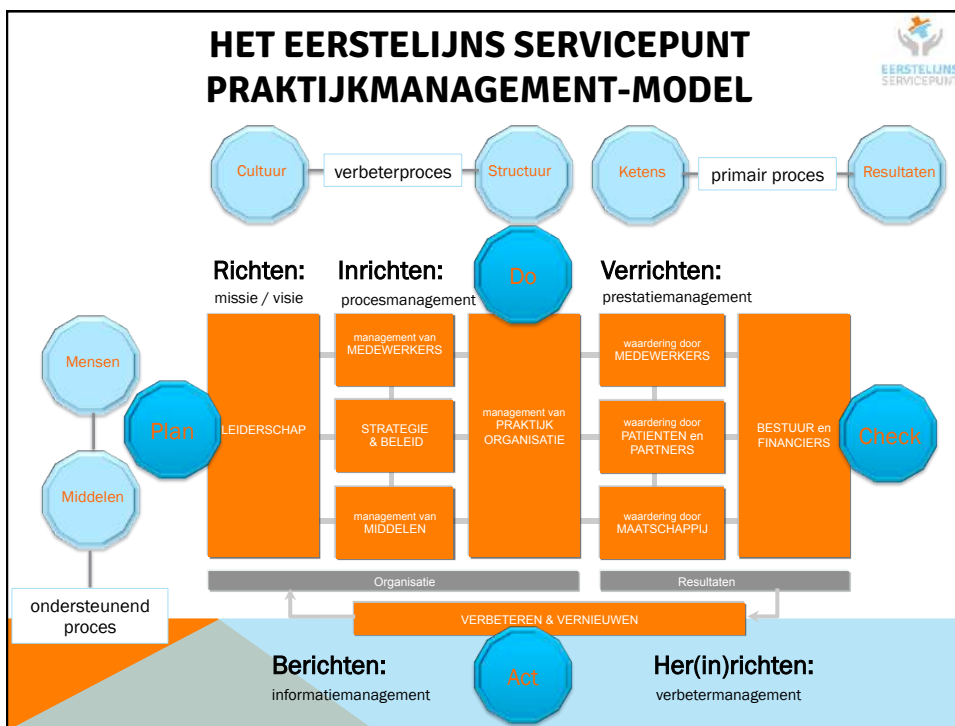 HET EERSTELIJNS SERVICEPUNT
PRAKTIJKMANAGEMENT-MODEL
EERSTELIJNS
SERVICEPUNT
Cultuur
verbeterproces
Structuur
Ketens
primair proces
Resultaten
Do
Richten:
missie / visie
Inrichten:
procesmanagement
Verrichten:
prestatiemanagement
Mensen
Middelen
ondersteunend
proces
Plan
LEIDERSCHAP
management van
MEDEWERKERS
STRATEGIE
& BELEID
management van
MIDDELEN
management van
PRAKTIJK
ORGANISATIE
waardering door
MEDEWERKERS
waardering door
PATIENTEN en
PARTNERS
waardering door
MAATSCHAPPIJ
BESTUUR en
FINANCIERS
Check
Organisatie
Resultaten
VERBETEREN & VERNIEUWEN
Act
Berichten:
informatiemanagement
Her(in)richten:
verbetermanagement